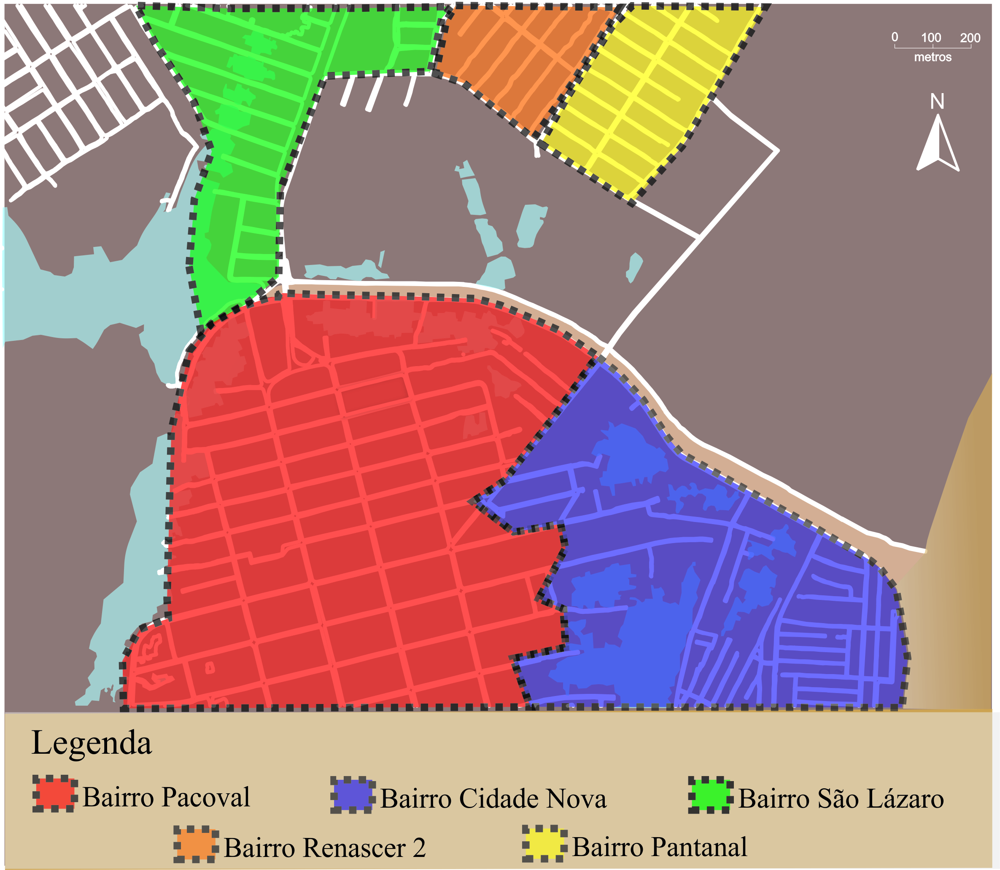 0 100 200
metros
N
Legenda
Bairro Pacoval
Bairro Cidade Nova
Bairro São Lázaro
Bairro Renascer 2
Bairro Pantanal